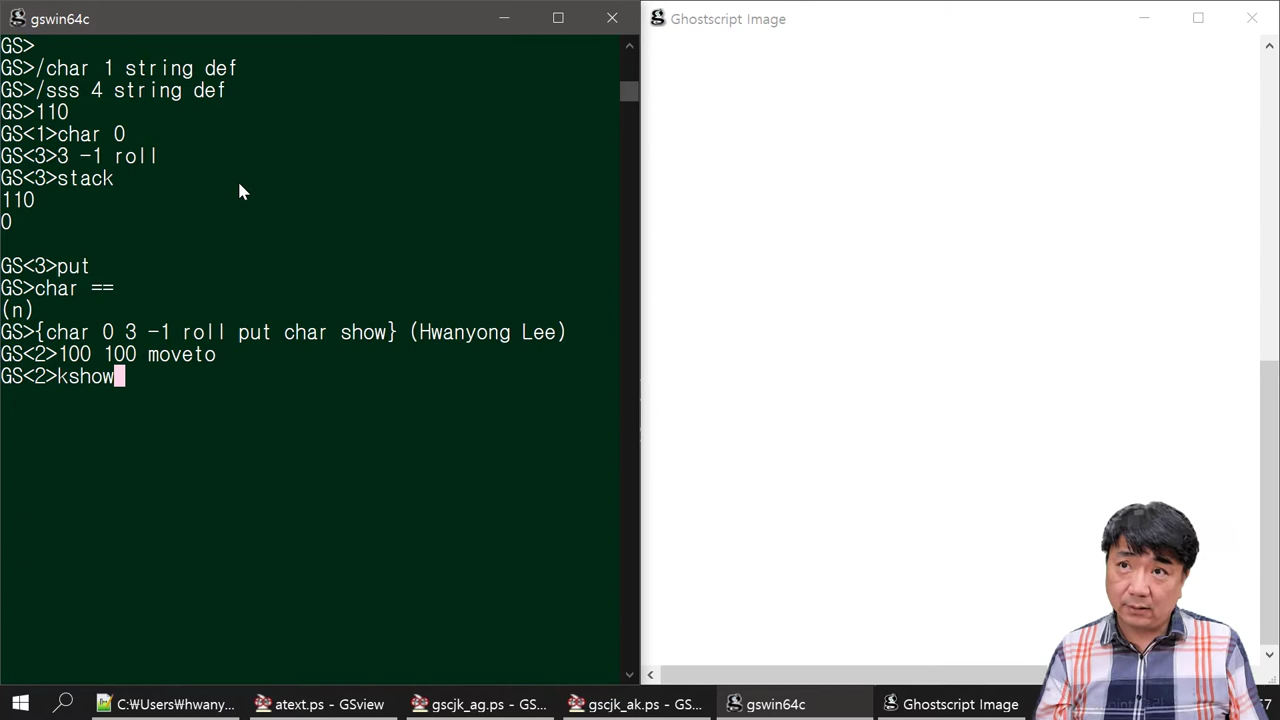 gswin64c
GS>
GS>/char 1 string def
GS>/sss 4 string def
GS>110
GS<1>char 0
GS<3>3 -1 roll
GS<3>stack
110
0

GS<3>put
GS>char ==
(n)
GS>{char 0 3 -1 roll put char show} (Hwanyong Lee)
GS<2>100 100 moveto
GS<2>kshow
Ghostscript Image
C:₩Users₩hwany...
atext.ps - GSview
gscjk_ag.ps - GS...
gscjk_ak.ps - GS...
gswin64c
Ghostscript Image